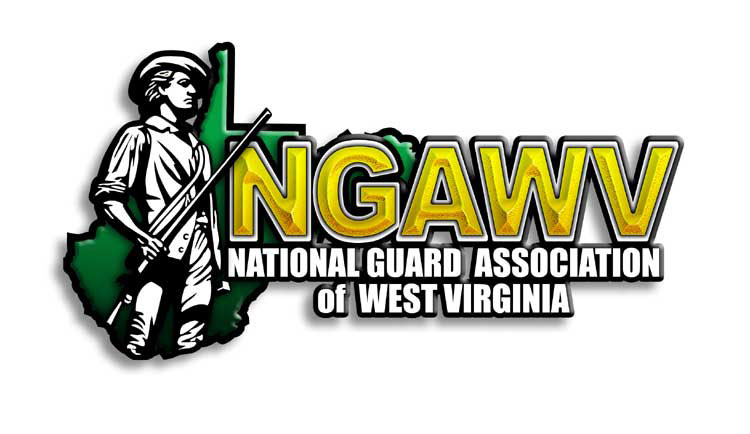 NGAWV
NATIONAL GUARD ASSOCIATION
of WEST VIRGINIA